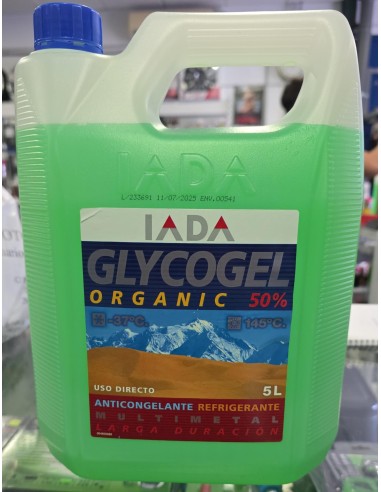 IADA
L/233691 11/07/2025 ENV.00541
IADA
GLYCOGEL
ORGANIC 50%
-37°C. 145°C.
USO DIRECTO
5L
ANTICONGELANTE REFRIGERANTE
MULTIMETAL
LARGA DURACIÓN